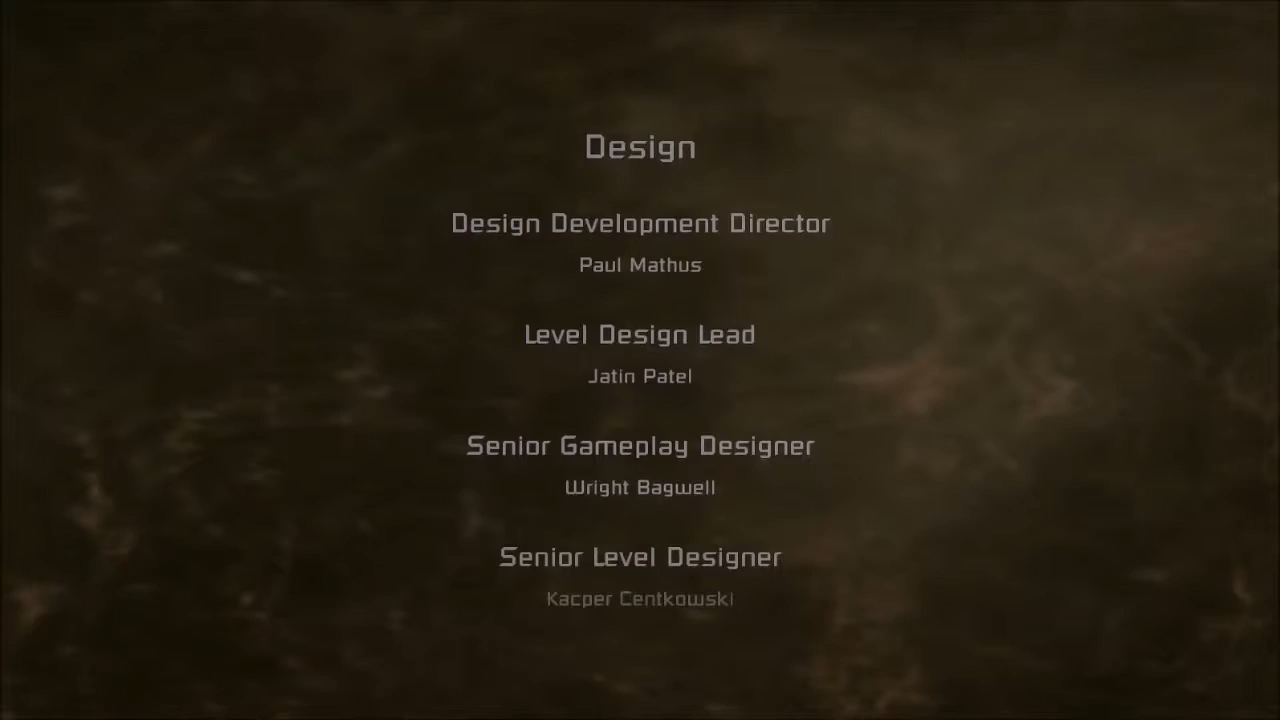 Design
Design Development Director
Paul Mathus
Level Design Lead
Jatin Patel
Senior Gameplay Designer
Wright Bagwell
Senior Level Designer
Kacper Centkowski